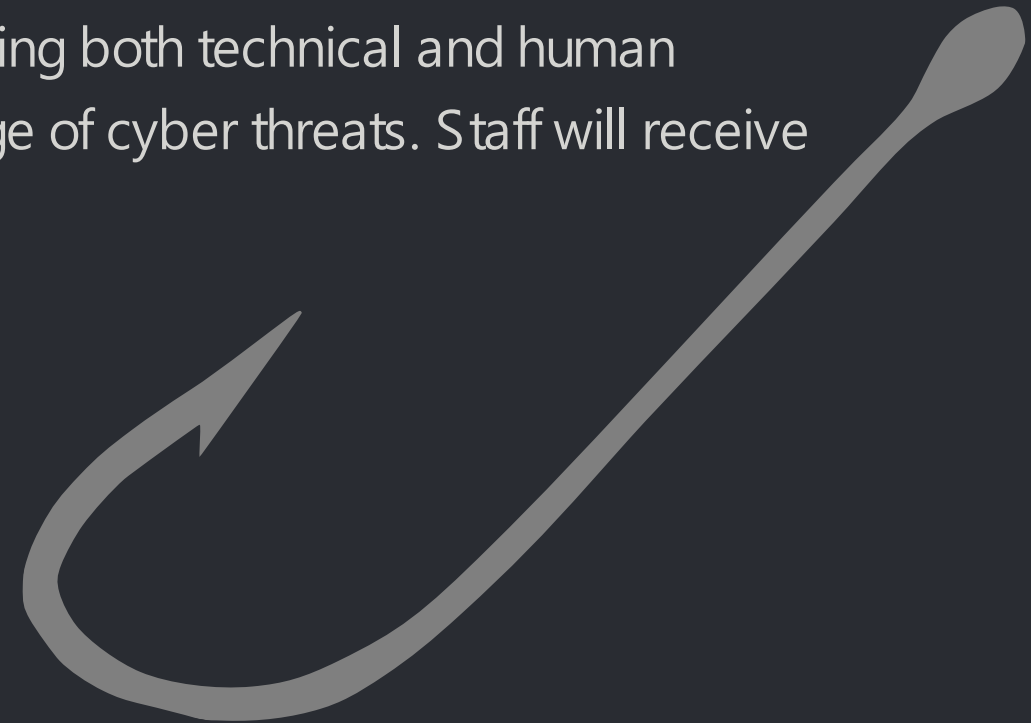 ing both technical and human
ge of cyber threats. Staff will receive